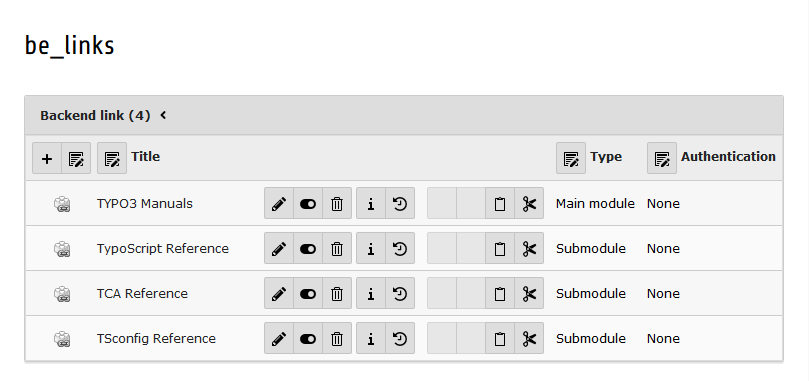 be_links
Backend link (4)
Title Type Authentication
TYPO3 Manuals Main module None
TypoScript Reference Submodule None
TCA Reference Submodule None
TSconfig Reference Submodule None